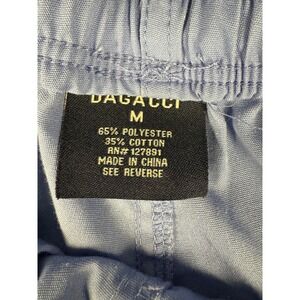 DAGACCI
M
65% POLYESTER
35% COTTON
RN# 127891
MADE IN CHINA
SEE REVERSE